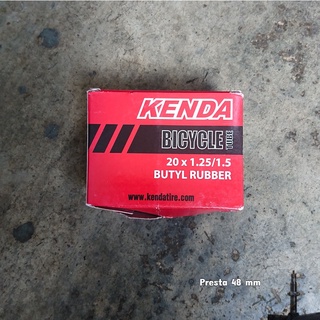 KENDA
BICYCLE TUBE
20 x 1.25/1.5
BUTYL RUBBER
www.kendatire.com
Presta 48 mm